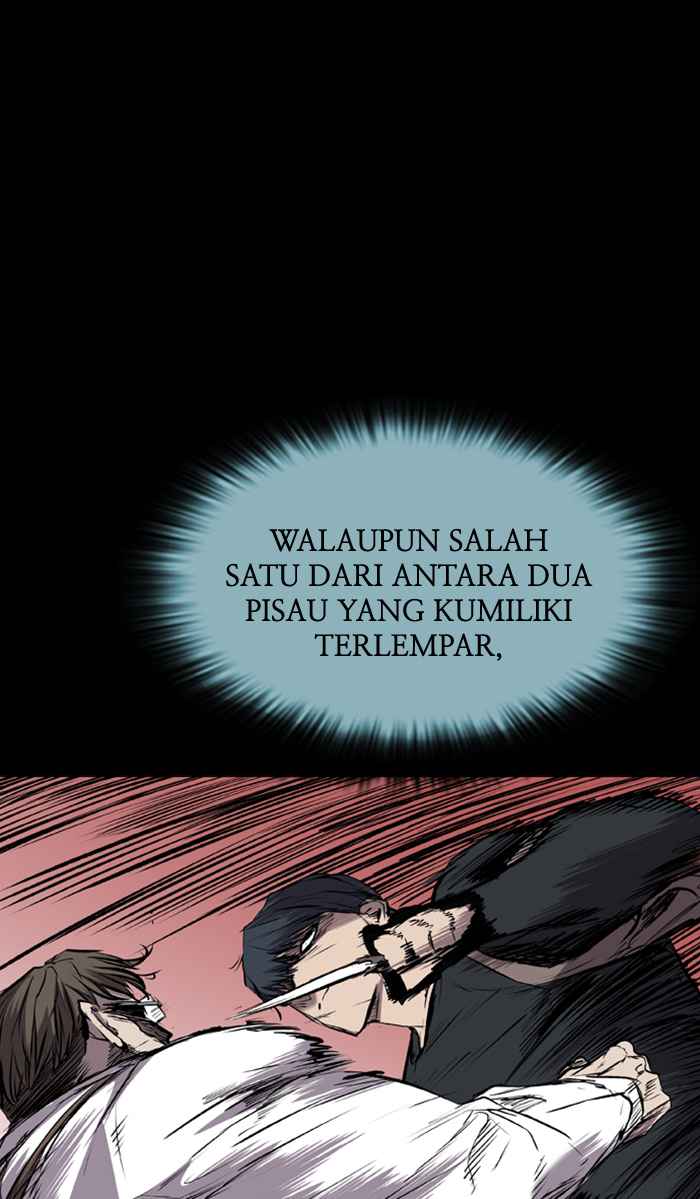 WALAUPUN SALAH
SATU DARI ANTARA DUA
PISAU YANG KUMILIKI
TERLEMPAR,